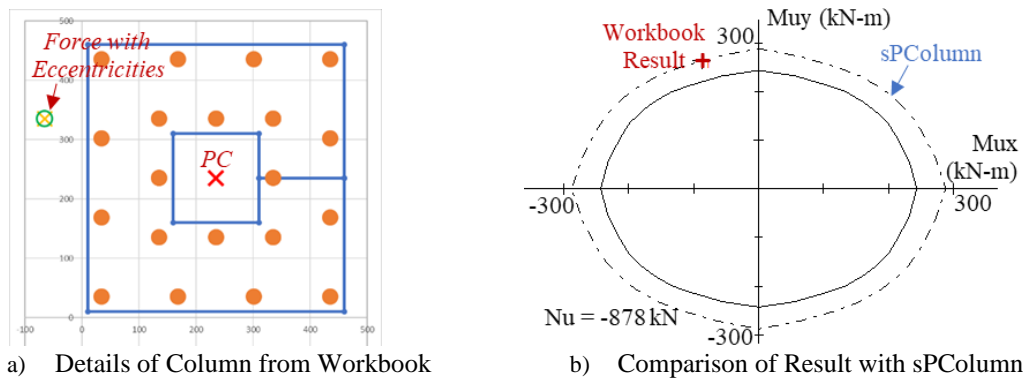 500
Force with
Eccentricities
400
300
PC
200
100
0
-100
0
100
200
300
400
500
a) Details of Column from Workbook
Muy (kN-m)
300
Workbook
Result
sPColumn
Mux
(kN-m)
-300
300
Nu = -878 kN
-300
b) Comparison of Result with sPColumn